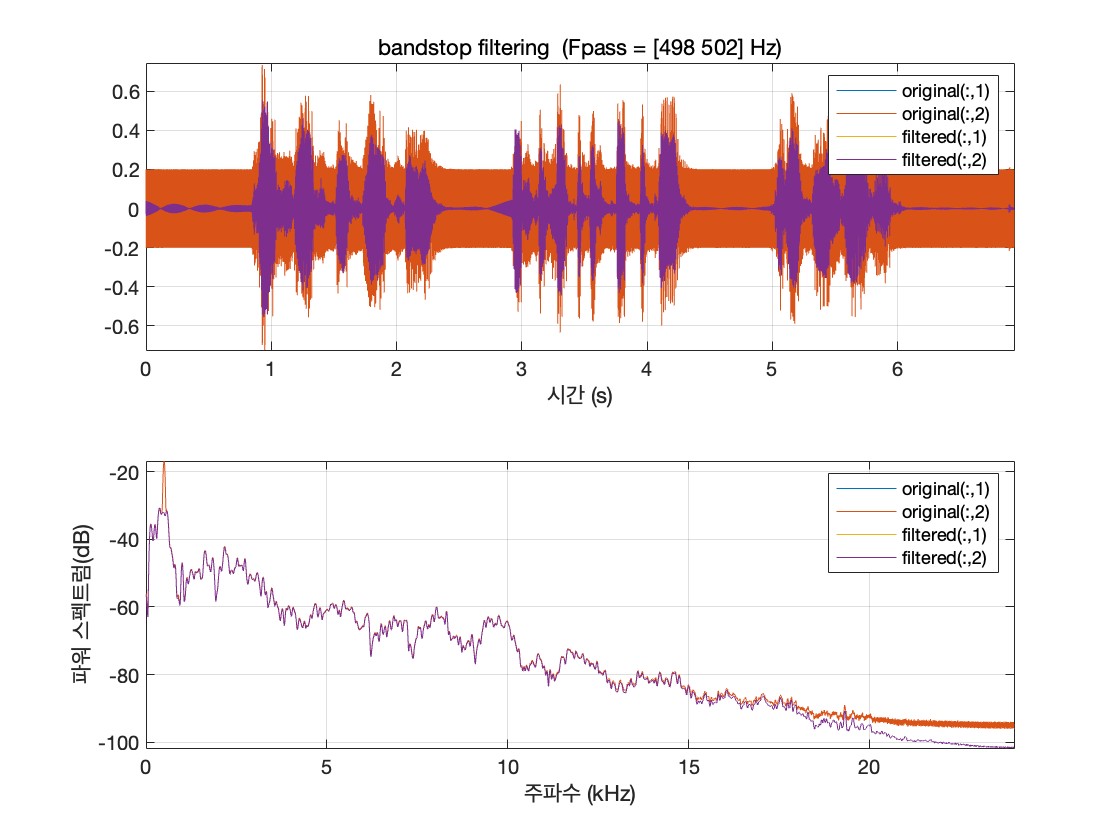 bandstop filtering  (Fpass = [498 502] Hz)
0.6
0.4
0.2
0
-0.2
-0.4
-0.6
original(:,1)
original(:,2)
filtered(:,1)
filtered(:,2)
0 1 2 3 4 5 6
시간 (s)
-20
-40
-60
-80
-100
파워 스펙트럼(dB)
original(:,1)
original(:,2)
filtered(:,1)
filtered(:,2)
0 5 10 15 20
주파수 (kHz)